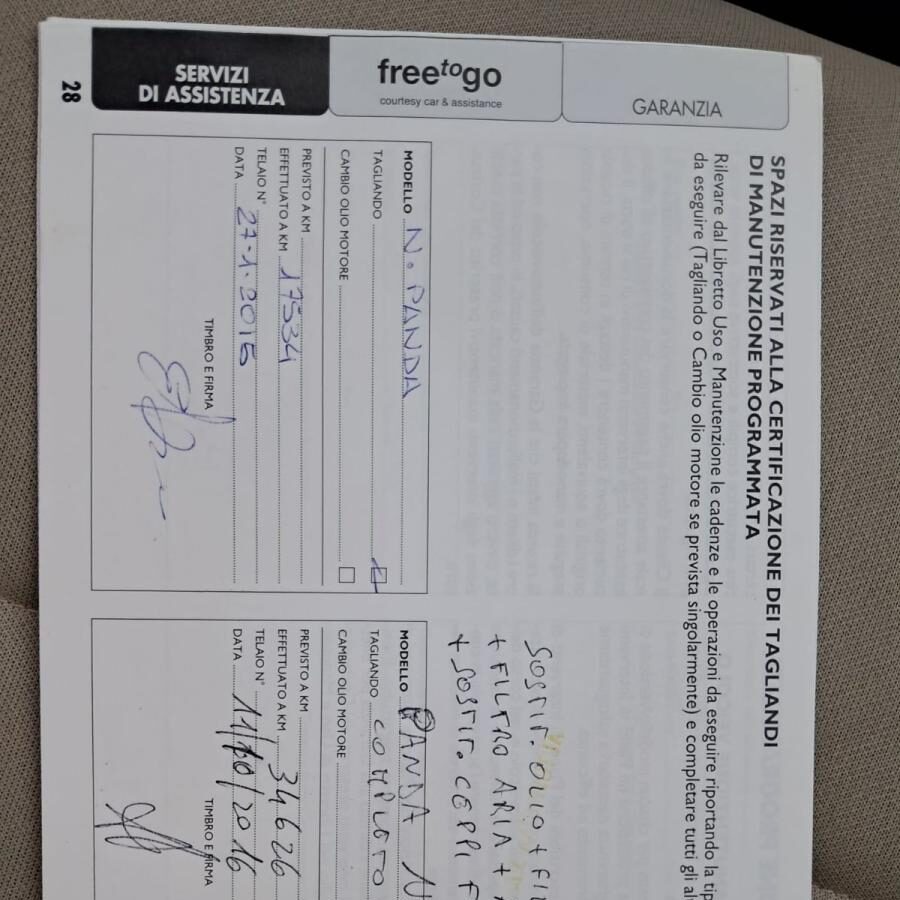 SERVIZI
DI ASSISTENZA
freetogo
courtesy car & assistance
GARANZIA
28
SPAZI RISERVATI ALLA CERTIFICAZIONE DEI TAGLIANDI
DI MANUTENZIONE PROGRAMMATA
Rilevare dal Libretto Uso e Manutenzione le cadenze e le operazioni da eseguire riportando la tip
da eseguire (Tagliando o Cambio olio motore se prevista singolarmente) e completare tutti gli al
MODELLO N. PANDA
TAGLIANDO
CAMBIO OLIO MOTORE
PREVISTO A KM
EFFETTUATO A KM 17534
TELAIO N°
DATA 27-1-2015
TIMBRO E FIRMA
SOSTIT. OLIO + FIL
+ FILTRO ARIA +
+ SOSTIT. CEPPI F
MODELLO PANDA N
TAGLIANDO COMPLETO
CAMBIO OLIO MOTORE
PREVISTO A KM
EFFETTUATO A KM 34626
TELAIO N°
DATA 11/10/2016
TIMBRO E FIRMA